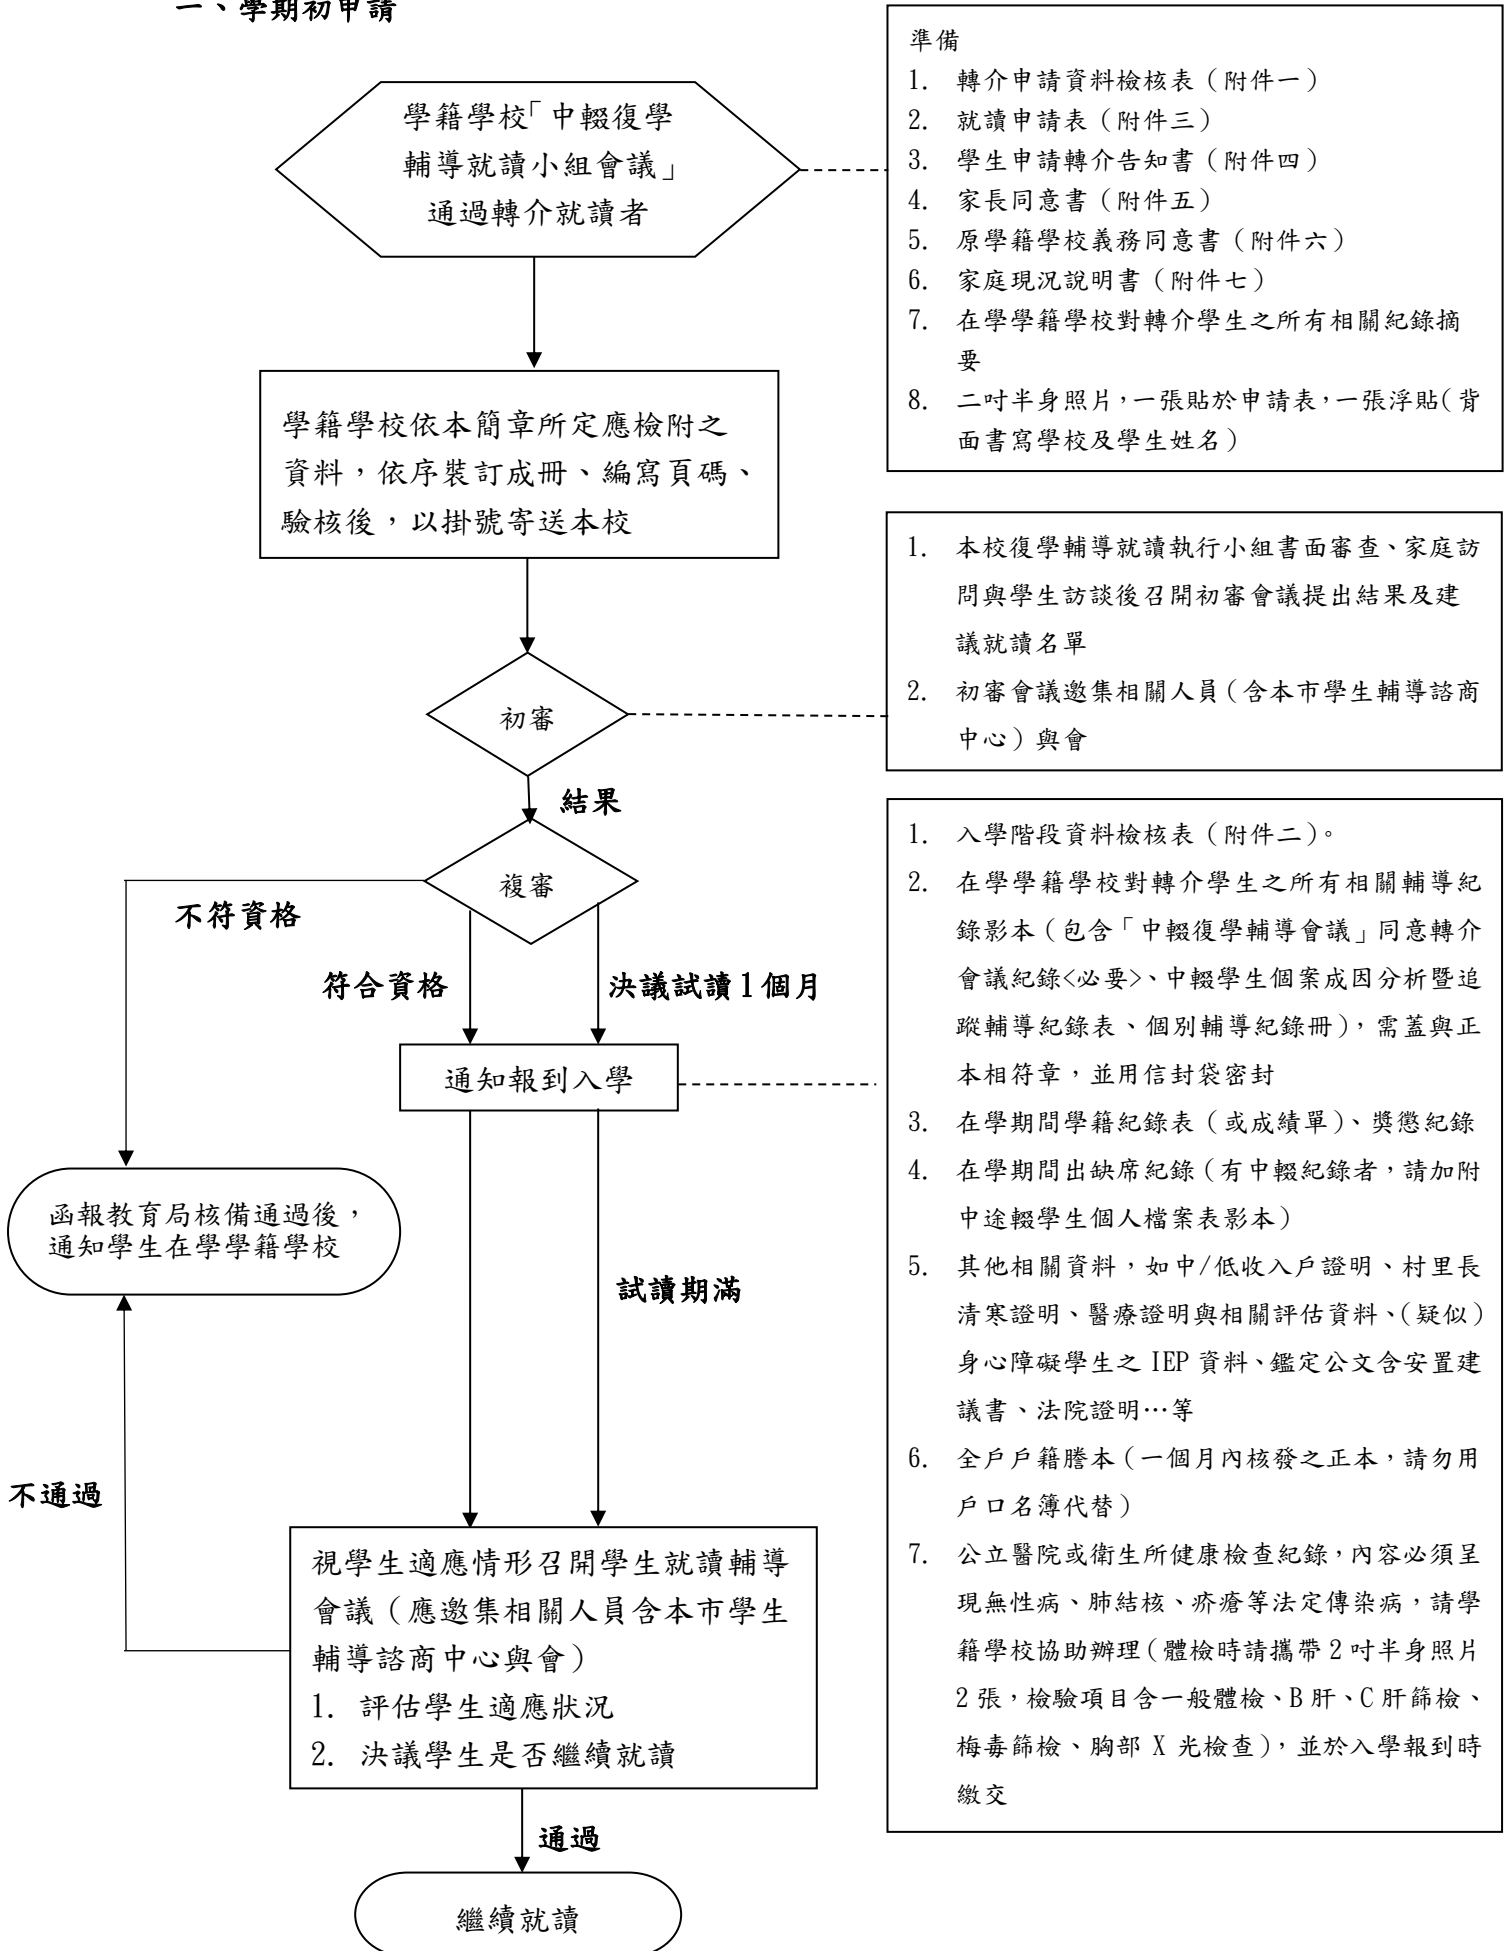 一、學期初申請
學籍學校「中輟復學
輔導就讀小組會議」
通過轉介就讀者
準備
1. 轉介申請資料檢核表（附件一）
2. 就讀申請表（附件三）
3. 學生申請轉介告知書（附件四）
4. 家長同意書（附件五）
5. 原學籍學校義務同意書（附件六）
6. 家庭現況說明書（附件七）
7. 在學學籍學校對轉介學生之所有相關紀錄摘
要
8. 二吋半身照片，一張貼於申請表，一張浮貼（背
面書寫學校及學生姓名）
學籍學校依本簡章所定應檢附之
資料，依序裝訂成冊、編寫頁碼、
驗核後，以掛號寄送本校
1. 本校復學輔導就讀執行小組書面審查、家庭訪
問與學生訪談後召開初審會議提出結果及建
議就讀名單
2. 初審會議邀集相關人員（含本市學生輔導諮商
中心）與會
初審
結果
複審
不符資格
符合資格
決議試讀1個月
通知報到入學
1. 入學階段資料檢核表（附件二）。
2. 在學學籍學校對轉介學生之所有相關輔導紀
錄影本（包含「中輟復學輔導會議」同意轉介
會議紀錄<必要>、中輟學生個案成因分析暨追
蹤輔導紀錄表、個別輔導紀錄冊），需蓋與正
本相符章，並用信封袋密封
3. 在學期間學籍紀錄表（或成績單）、獎懲紀錄
4. 在學期間出缺席紀錄（有中輟紀錄者，請加附
中途輟學生個人檔案表影本）
5. 其他相關資料，如中/低收入戶證明、村里長
清寒證明、醫療證明與相關評估資料、（疑似）
身心障礙學生之 IEP 資料、鑑定公文含安置建
議書、法院證明…等
6. 全戶戶籍謄本（一個月內核發之正本，請勿用
戶口名簿代替）
7. 公立醫院或衛生所健康檢查紀錄，內容必須呈
現無性病、肺結核、疥瘡等法定傳染病，請學
籍學校協助辦理（體檢時請攜帶 2 吋半身照片
2 張，檢驗項目含一般體檢、B 肝、C 肝篩檢、
梅毒篩檢、胸部 X 光檢查），並於入學報到時
繳交
函報教育局核備通過後，
通知學生在學學籍學校
試讀期滿
不通過
視學生適應情形召開學生就讀輔導
會議（應邀集相關人員含本市學生
輔導諮商中心與會）
1. 評估學生適應狀況
2. 決議學生是否繼續就讀
通過
繼續就讀